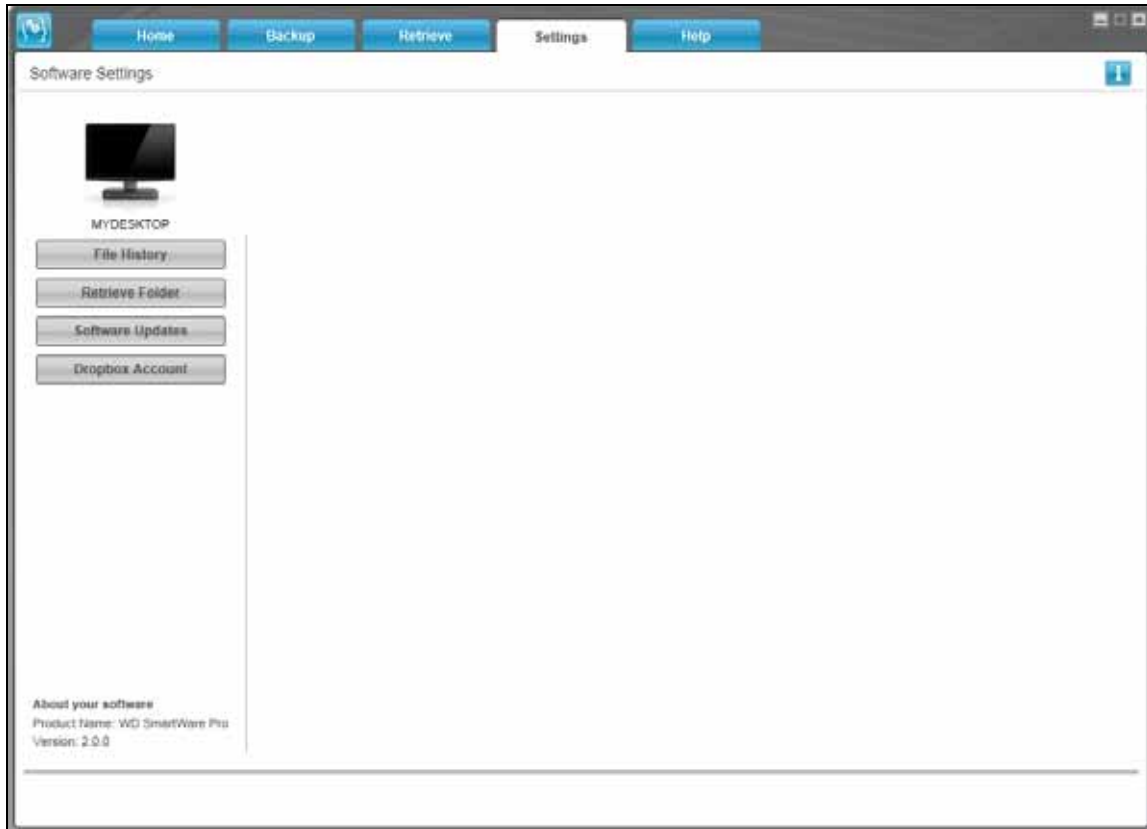 Home Backup Retrieve Settings Help
Software Settings
MYDESKTOP
File History
Retrieve Folder
Software Updates
Dropbox Account
About your software
Product Name: WD SmartWare Pro
Version: 2.0.0